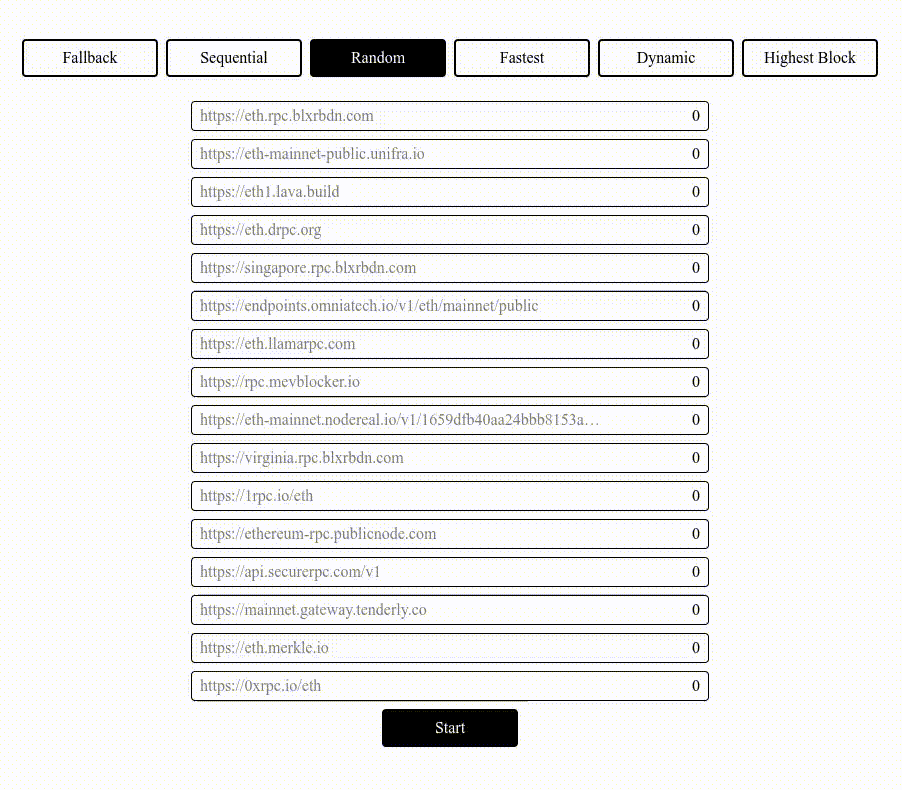 Fallback Sequential Random Fastest Dynamic Highest Block
https://eth.rpc.blxrbdn.com 0
https://eth-mainnet-public.unifra.io 0
https://eth1.lava.build 0
https://eth.drpc.org 0
https://singapore.rpc.blxrbdn.com 0
https://endpoints.omniatech.io/v1/eth/mainnet/public 0
https://eth.llamarpc.com 0
https://rpc.mevblocker.io 0
https://eth-mainnet.nodereal.io/v1/1659dfb40aa24bbb8153a… 0
https://virginia.rpc.blxrbdn.com 0
https://1rpc.io/eth 0
https://ethereum-rpc.publicnode.com 0
https://api.securerpc.com/v1 0
https://mainnet.gateway.tenderly.co 0
https://eth.merkle.io 0
https://0xrpc.io/eth 0
Start